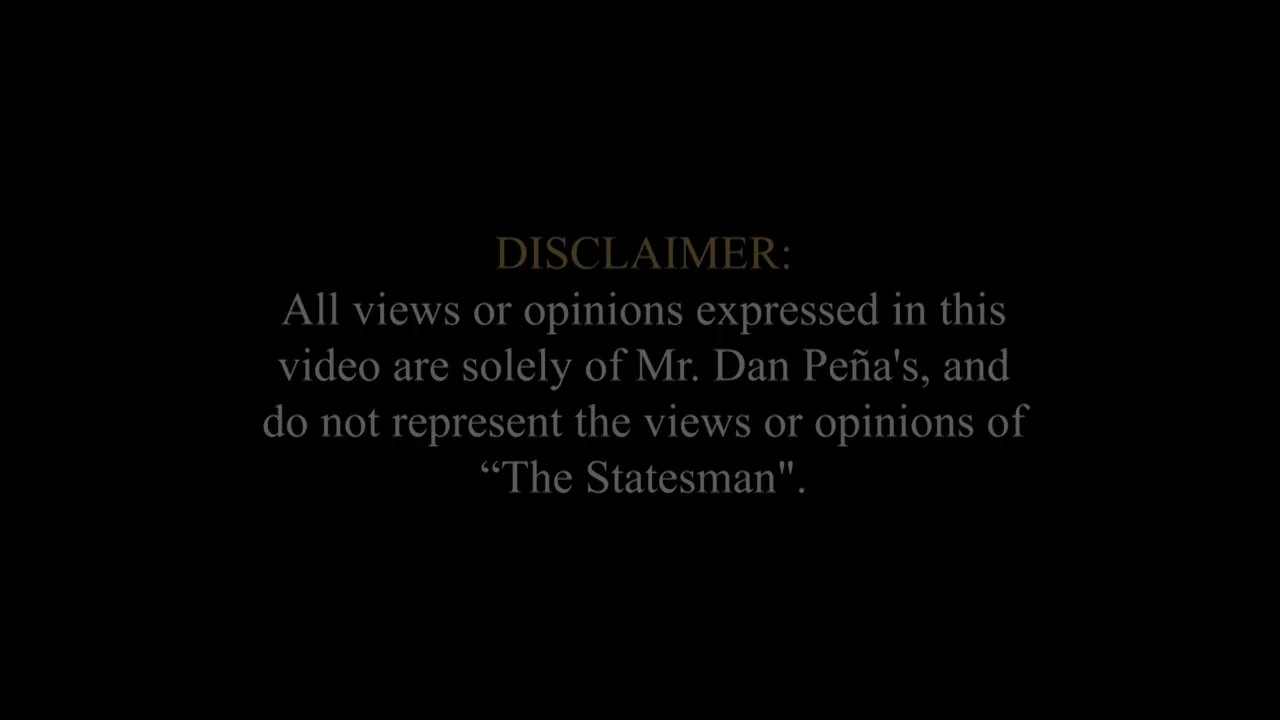 DISCLAIMER:
All views or opinions expressed in this
video are solely of Mr. Dan Peña's, and
do not represent the views or opinions of
“The Statesman".